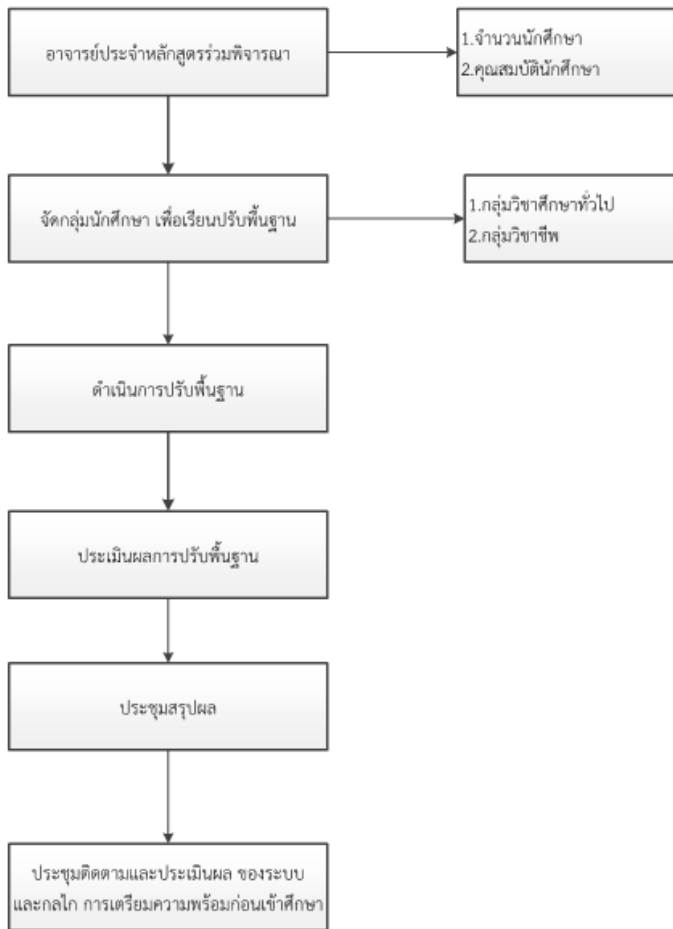 อาจารย์ประจำหลักสูตรร่วมพิจารณา
1.จำนวนนักศึกษา
2.คุณสมบัตินักศึกษา
จัดกลุ่มนักศึกษา เพื่อเรียนปรับพื้นฐาน
1.กลุ่มวิชาศึกษาทั่วไป
2.กลุ่มวิชาชีพ
ดำเนินการปรับพื้นฐาน
ประเมินผลการปรับพื้นฐาน
ประชุมสรุปผล
ประชุมติดตามและประเมินผล ของระบบ
และกลไก การเตรียมความพร้อมก่อนเข้าศึกษา